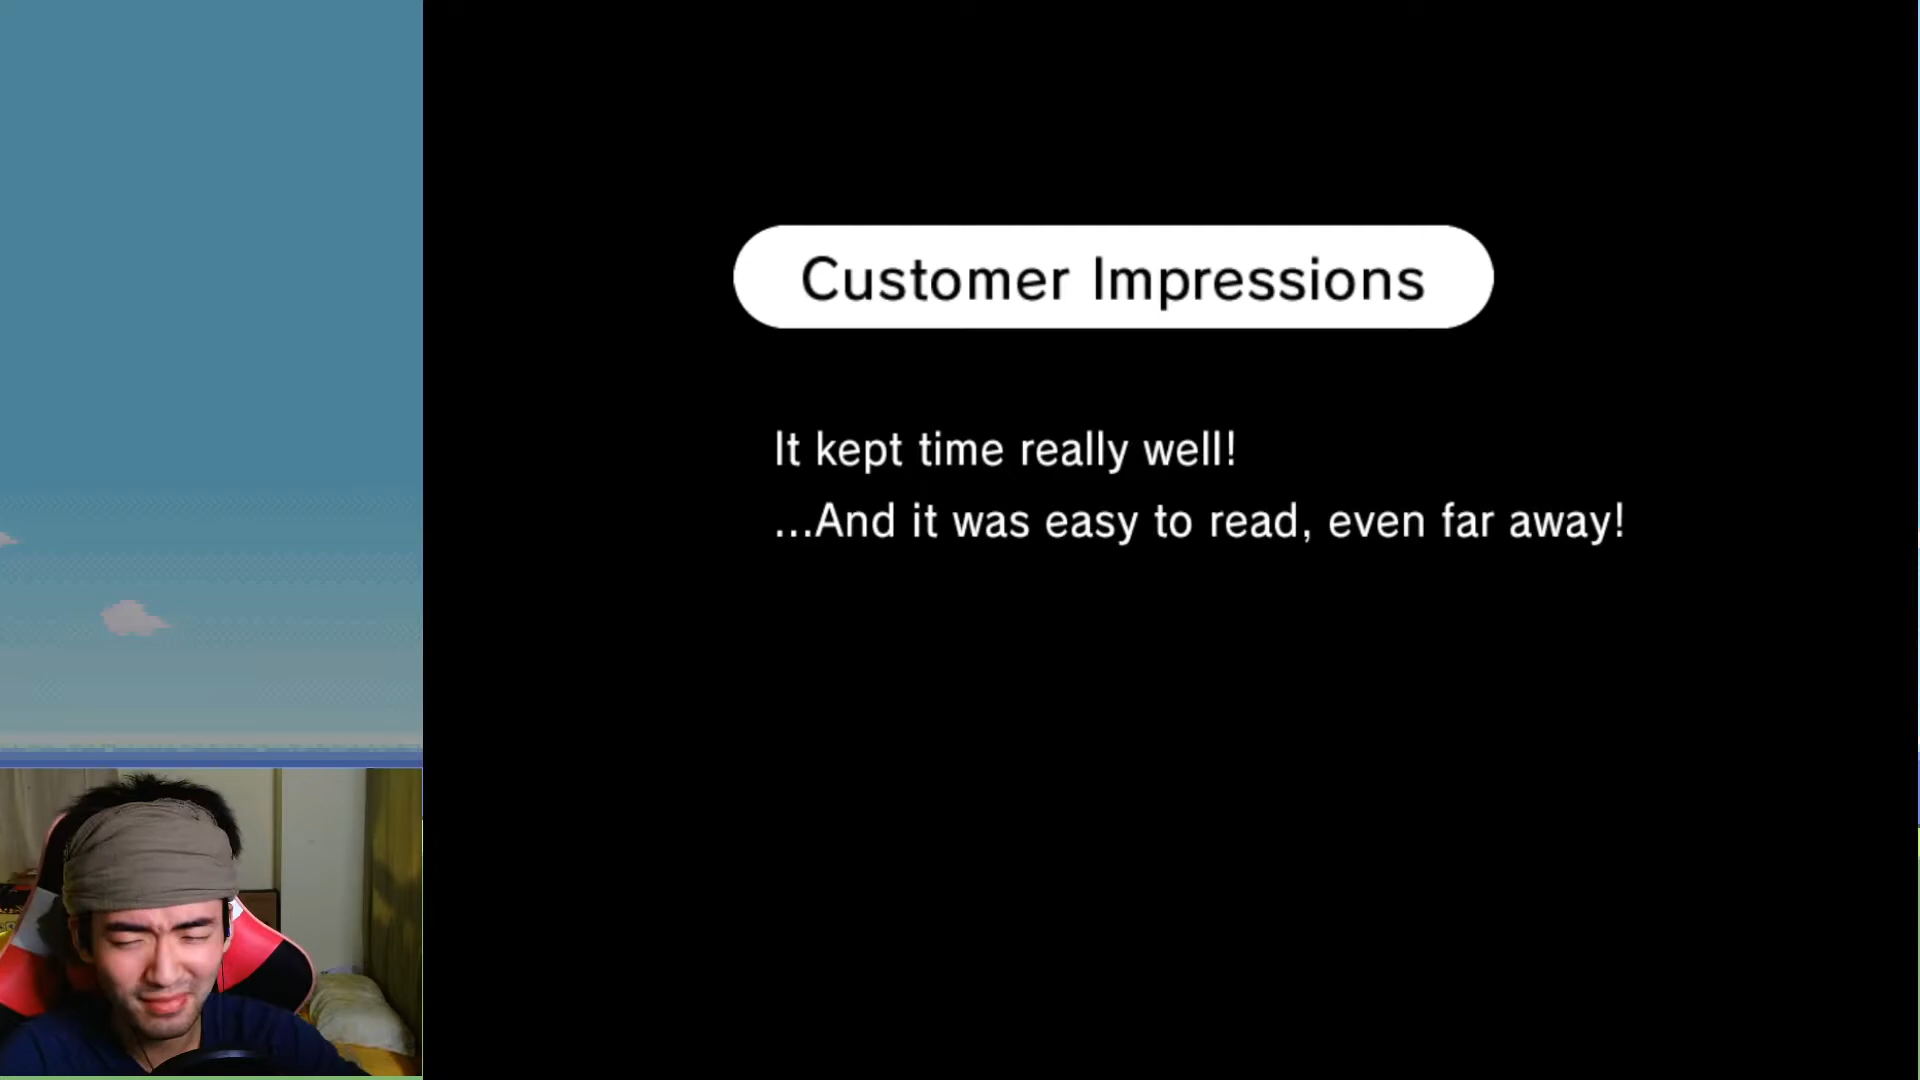 Customer Impressions
It kept time really well!
...And it was easy to read, even far away!